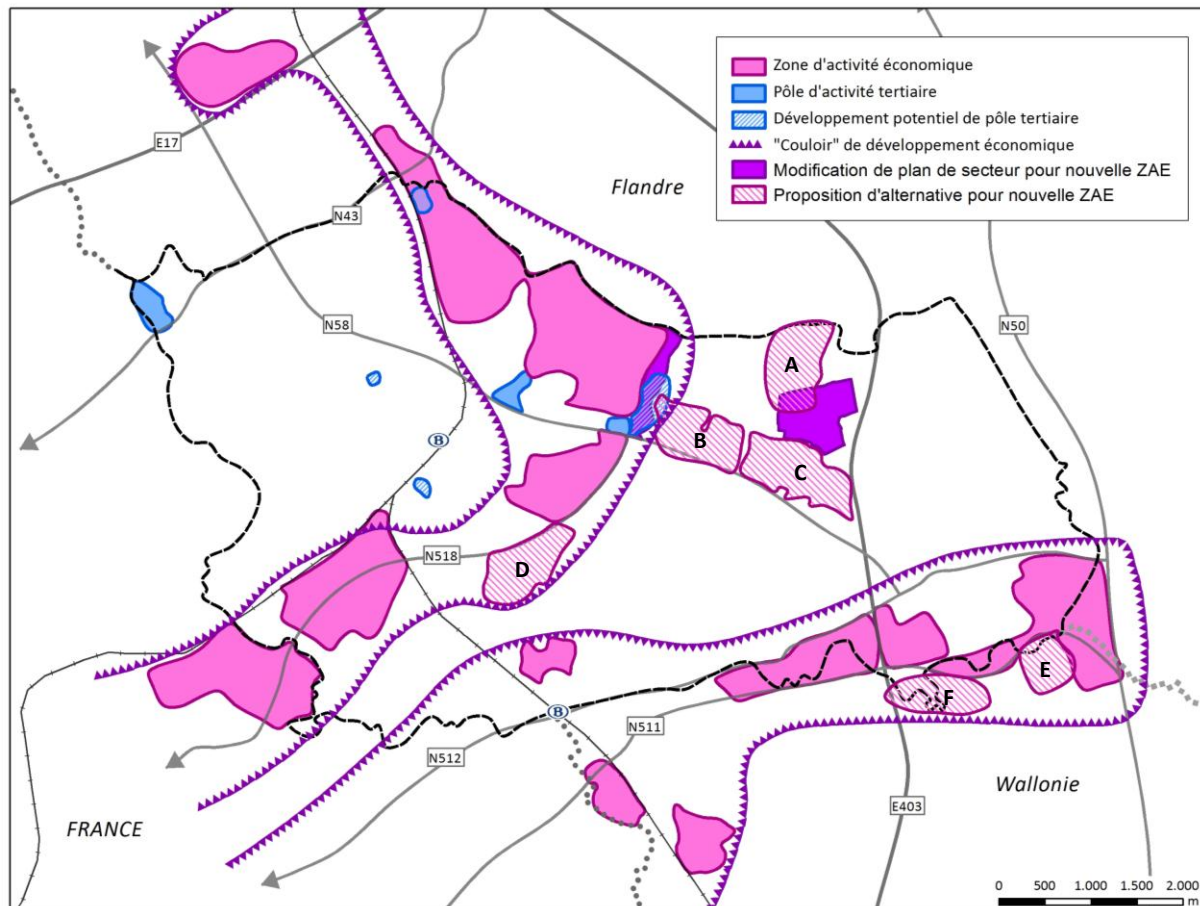 Zone d'activité économique
Pôle d'activité tertiaire
Développement potentiel de pôle tertiaire
"Couloir" de développement économique
Modification de plan de secteur pour nouvelle ZAE
Proposition d'alternative pour nouvelle ZAE
E17
Flandre
N43
N58
N50
A
B
B
C
N518
D
E
F
B
N511
N512
Wallonie
E403
FRANCE
0 500 1.000 1.500 2.000
m